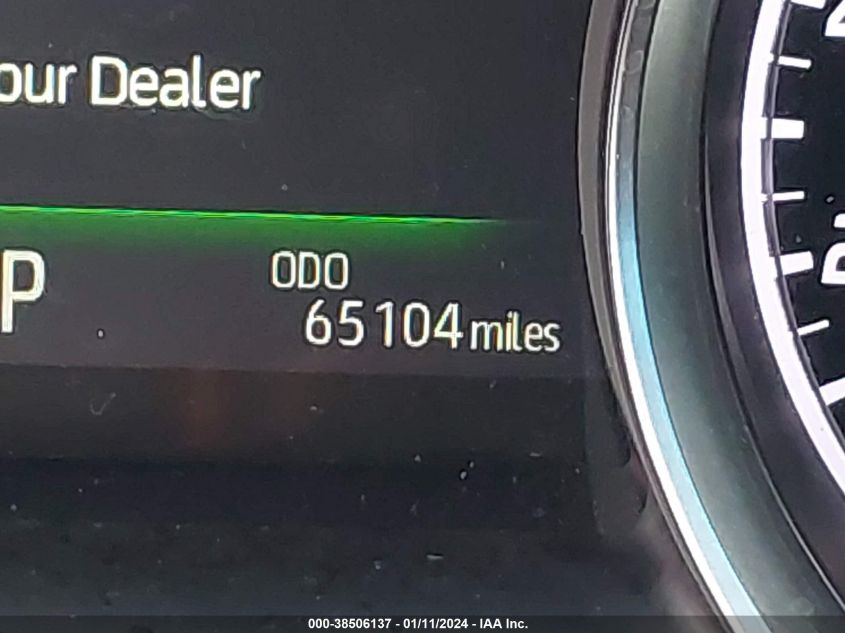 our Dealer
P
ODO
65104 miles
000-38506137 - 01/11/2024 - IAA Inc.